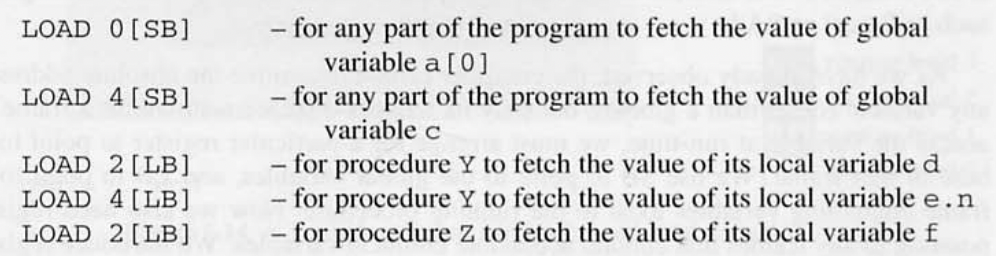 LOAD 0[SB] – for any part of the program to fetch the value of global
variable a[0]
LOAD 4[SB] – for any part of the program to fetch the value of global
variable c
LOAD 2[LB] – for procedure Y to fetch the value of its local variable d
LOAD 4[LB] – for procedure Y to fetch the value of its local variable e.n
LOAD 2[LB] – for procedure Z to fetch the value of its local variable f